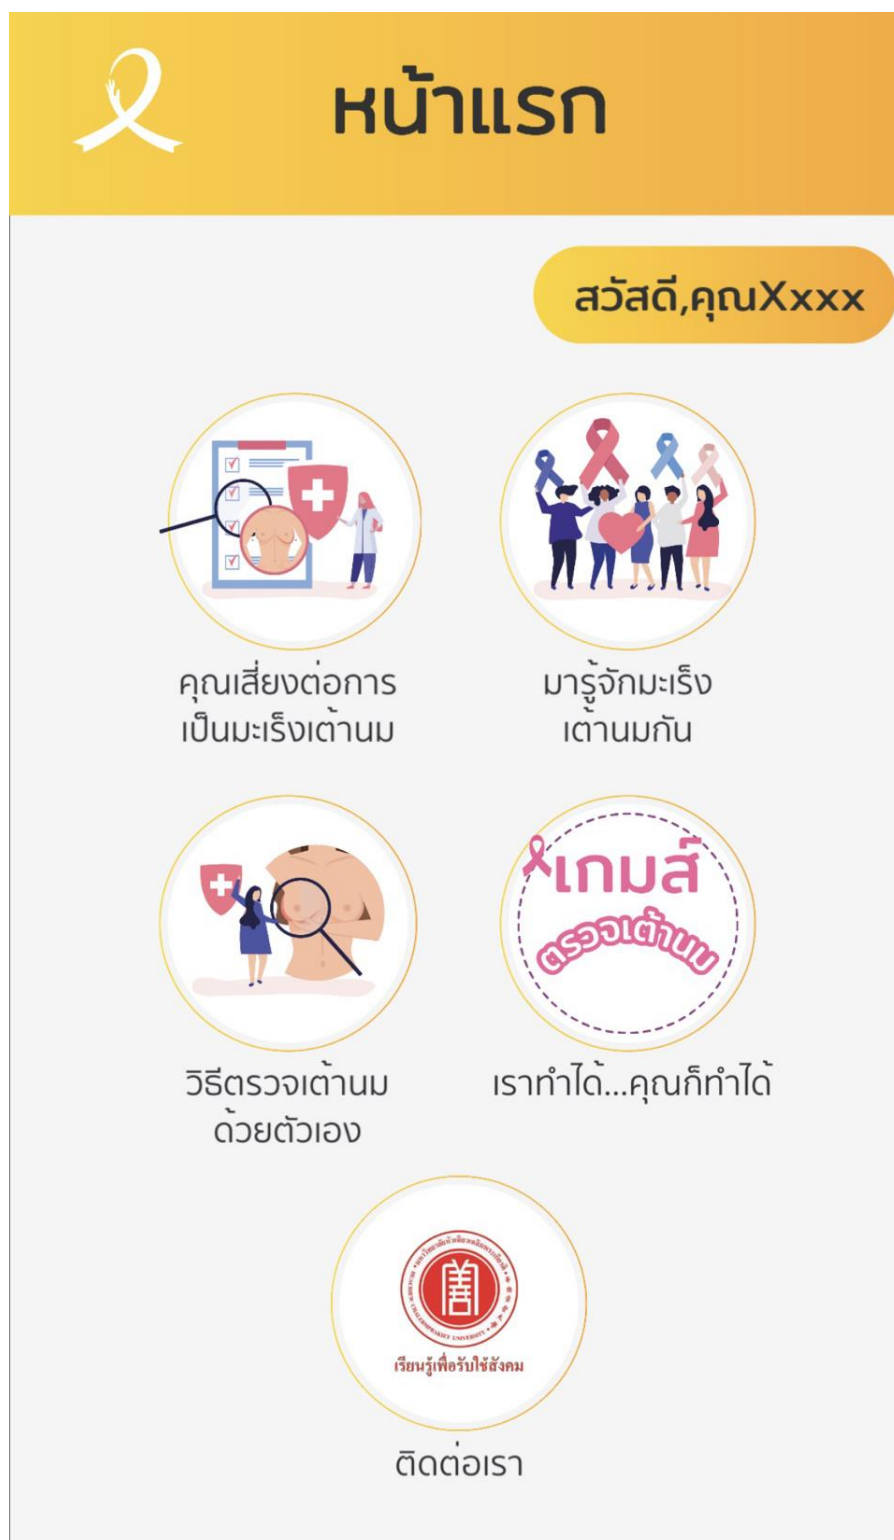 หน้าแรก
สวัสดี,คุณXxxx
คุณเสี่ยงต่อการ
เป็นมะเร็งเต้านม
มารู้จักมะเร็ง
เต้านมกัน
เกมส์
ตรวจเต้านม
วิธีตรวจเต้านม
ด้วยตัวเอง
เราทำได้...คุณก็ทำได้
เรียนรู้เพื่อรับใช้สังคม
ติดต่อเรา